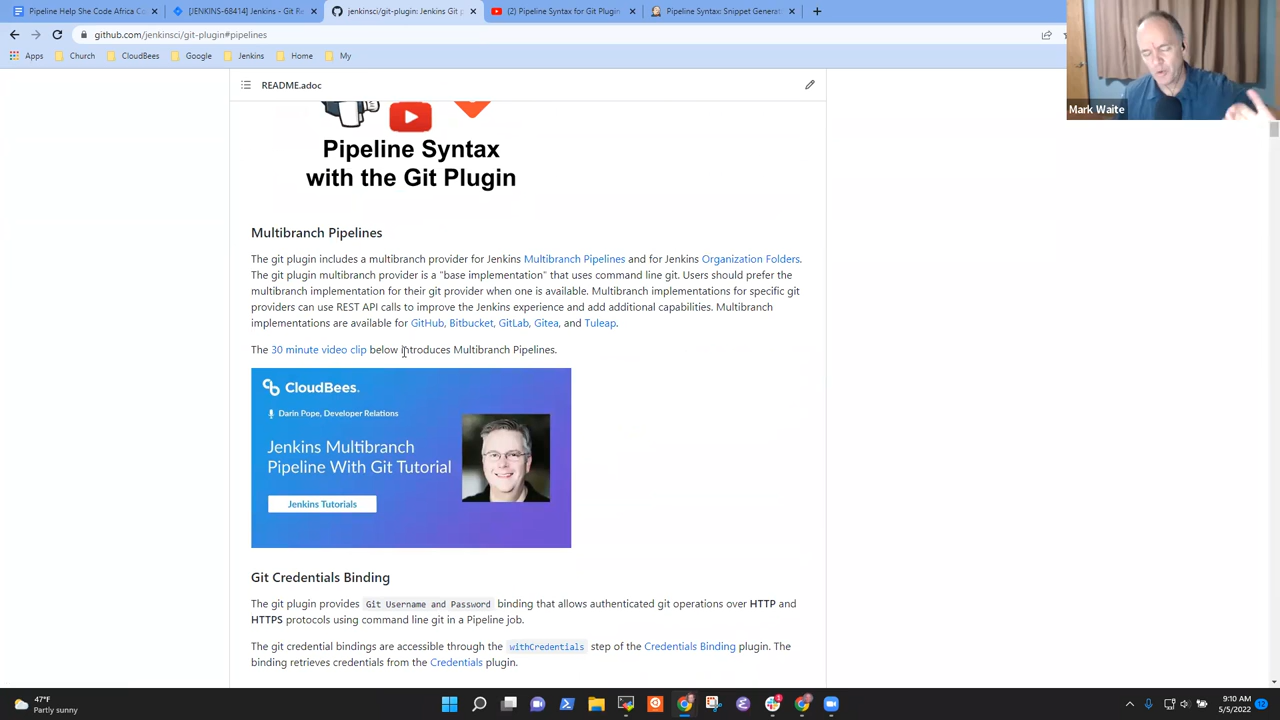 Pipeline Help She Code Africa Co
[JENKINS-68414] Jenkins - Git R
jenkinsci/git-plugin: Jenkins Git p
(2) Pipeline Syntax for Git Plugin
Pipeline Syntax: Snippet Generat
github.com/jenkinsci/git-plugin#pipelines
Apps
Church
CloudBees
Google
Jenkins
Home
My
Mark Waite
README.adoc
Pipeline Syntax
with the Git Plugin
Multibranch Pipelines
The git plugin includes a multibranch provider for Jenkins Multibranch Pipelines and for Jenkins Organization Folders.
The git plugin multibranch provider is a "base implementation" that uses command line git. Users should prefer the
multibranch implementation for their git provider when one is available. Multibranch implementations for specific git
providers can use REST API calls to improve the Jenkins experience and add additional capabilities. Multibranch
implementations are available for GitHub, Bitbucket, GitLab, Gitea, and Tuleap.
The 30 minute video clip below introduces Multibranch Pipelines.
CloudBees.
Darin Pope, Developer Relations
Jenkins Multibranch
Pipeline With Git Tutorial
Jenkins Tutorials
Git Credentials Binding
The git plugin provides Git Username and Password binding that allows authenticated git operations over HTTP and
HTTPS protocols using command line git in a Pipeline job.
The git credential bindings are accessible through the withCredentials step of the Credentials Binding plugin. The
binding retrieves credentials from the Credentials plugin.
47°F
Partly sunny
9:10 AM
5/5/2022